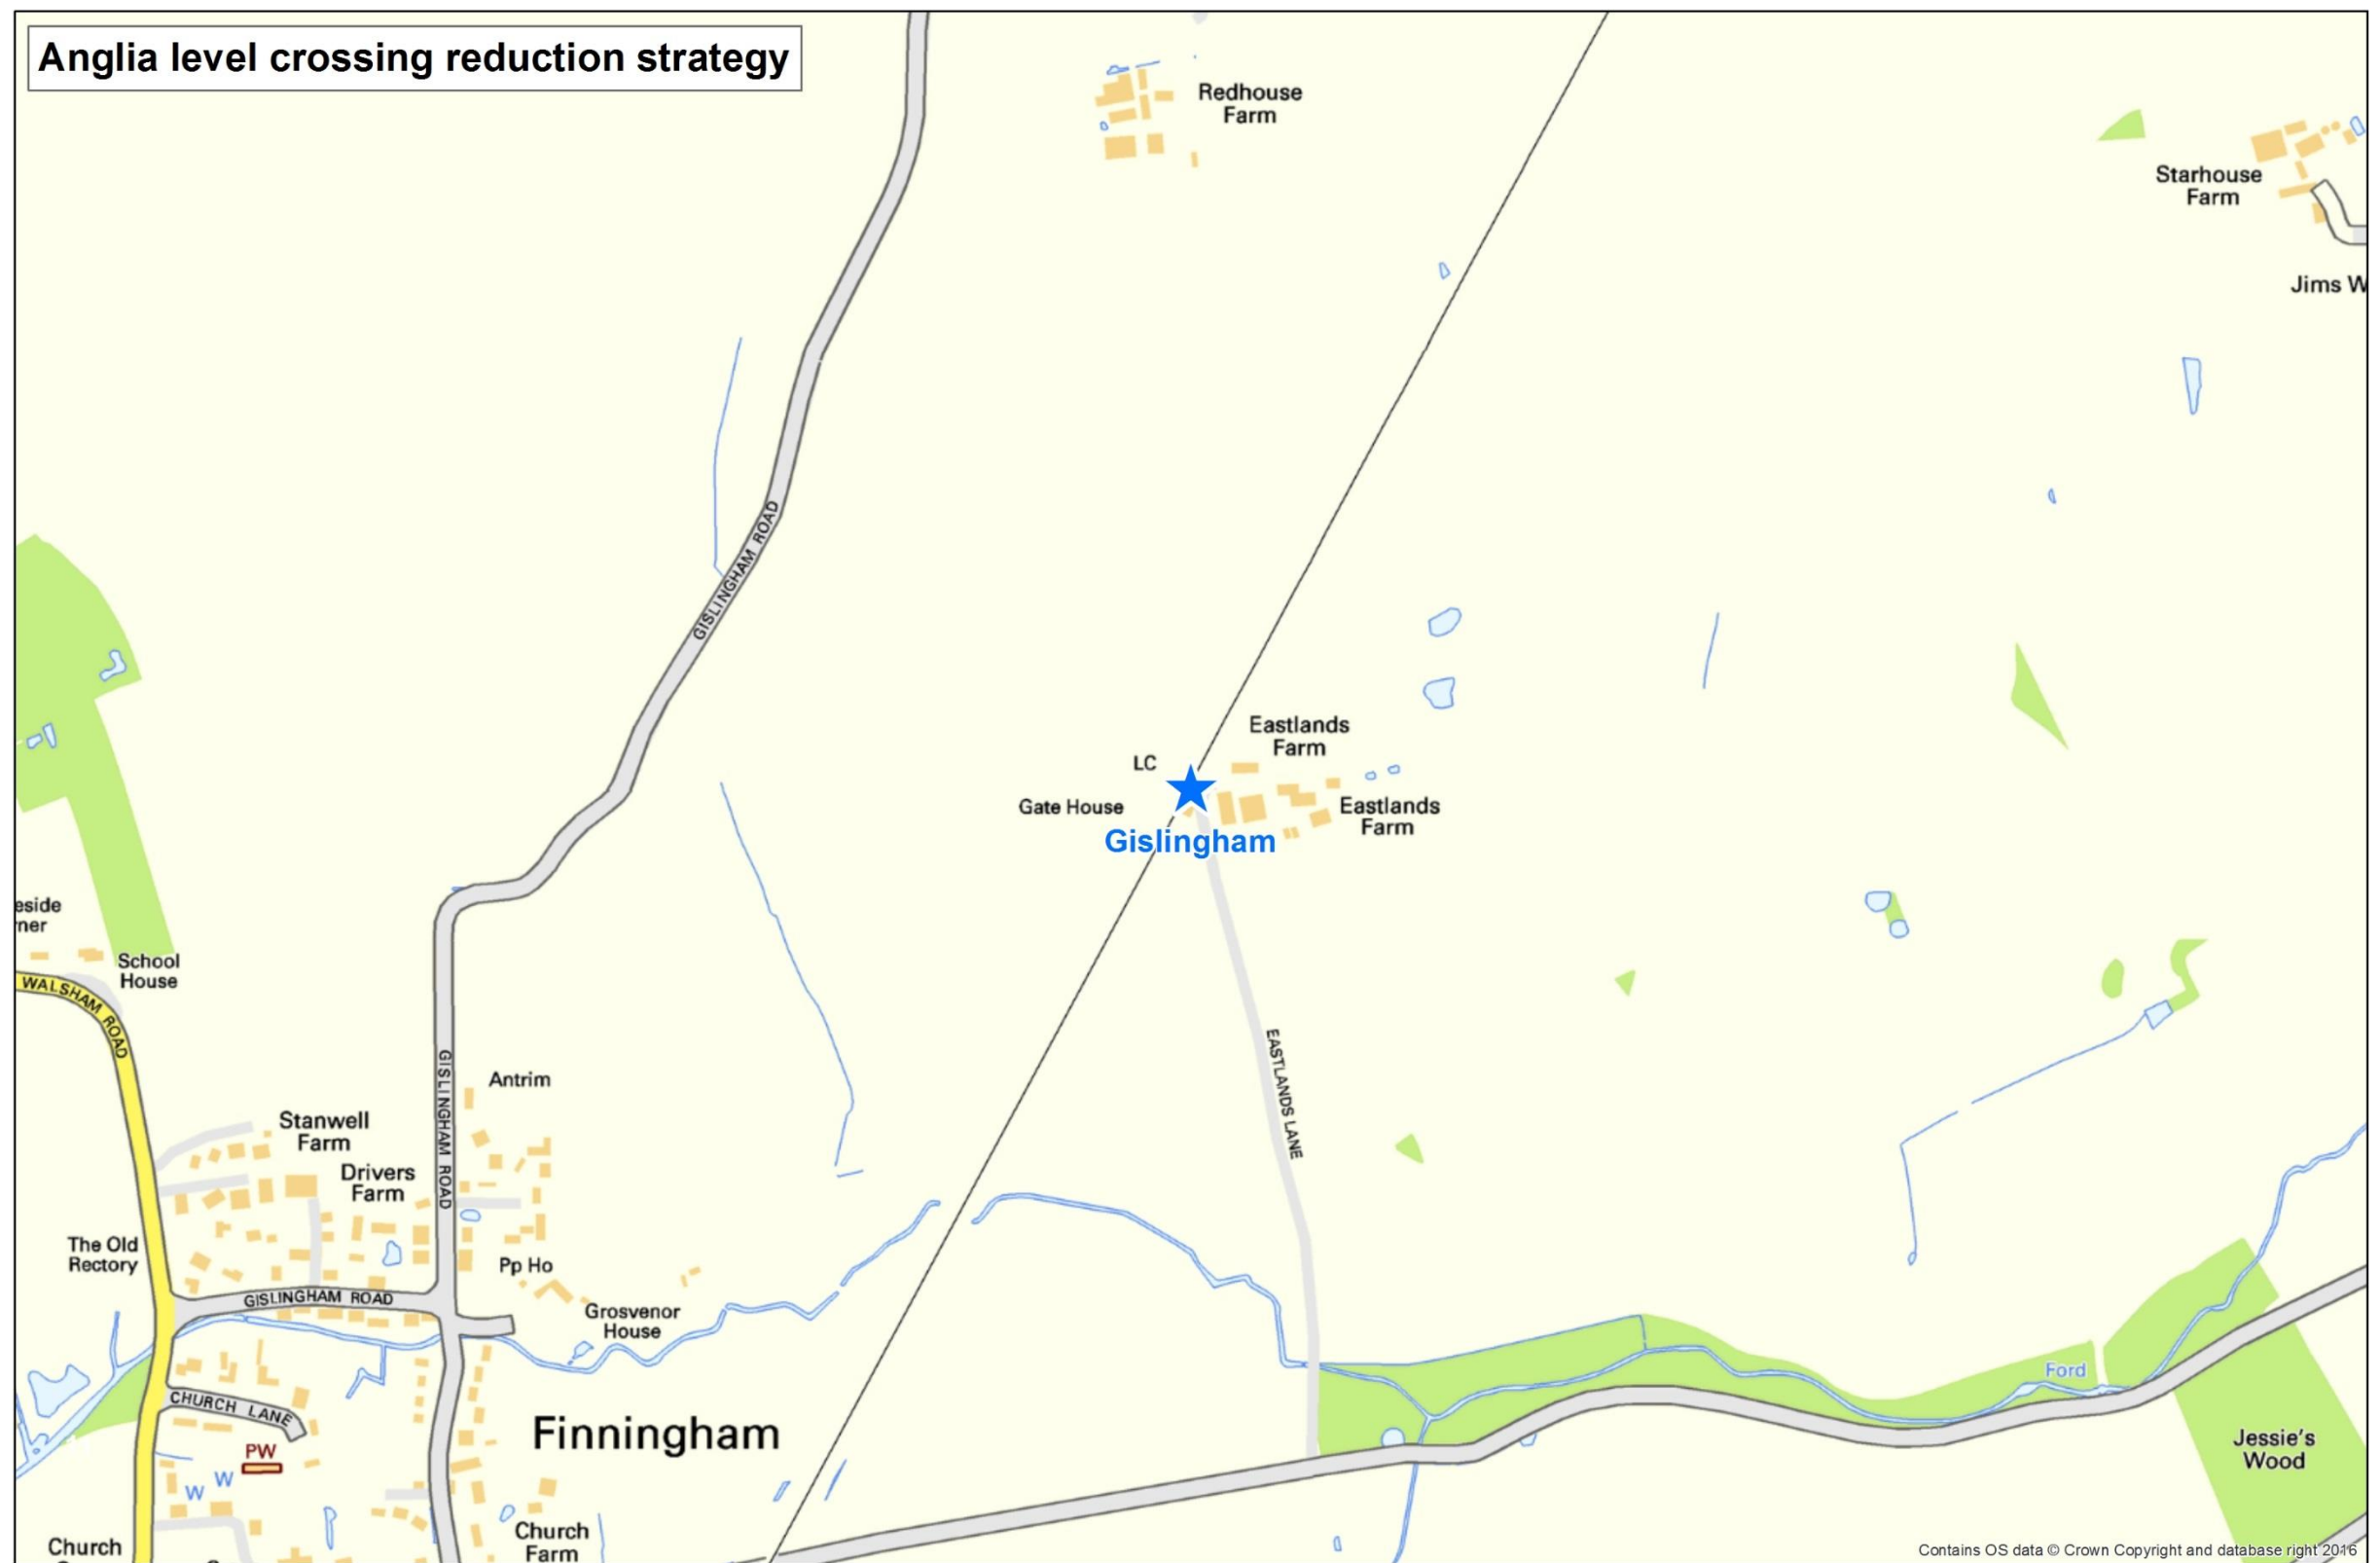 Anglia level crossing reduction strategy
Redhouse
Farm
Starhouse
Farm
Jims W
GISLINGHAM ROAD
Eastlands
Farm
LC
Gate House
Eastlands
Farm
Gislingham
eside
ner
School
House
WALSHAM ROAD
EASTLANDS LANE
GISLINGHAM ROAD
Antrim
Stanwell
Farm
Drivers
Farm
The Old
Rectory
Pp Ho
GISLINGHAM ROAD
Grosvenor
House
Ford
CHURCH LANE
Finningham
PW
W
W
Jessie's
Wood
Church
Farm
Church
Contains OS data © Crown Copyright and database right 2016